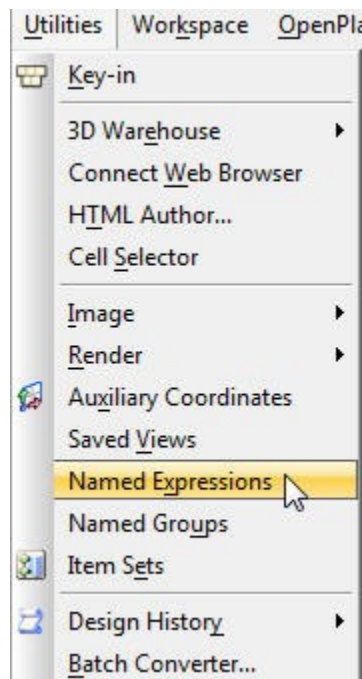 Utilities Workspace OpenPla
Key-in
3D Warehouse
Connect Web Browser
HTML Author...
Cell Selector
Image
Render
Auxiliary Coordinates
Saved Views
Named Expressions
Named Groups
Item Sets
Design History
Batch Converter...